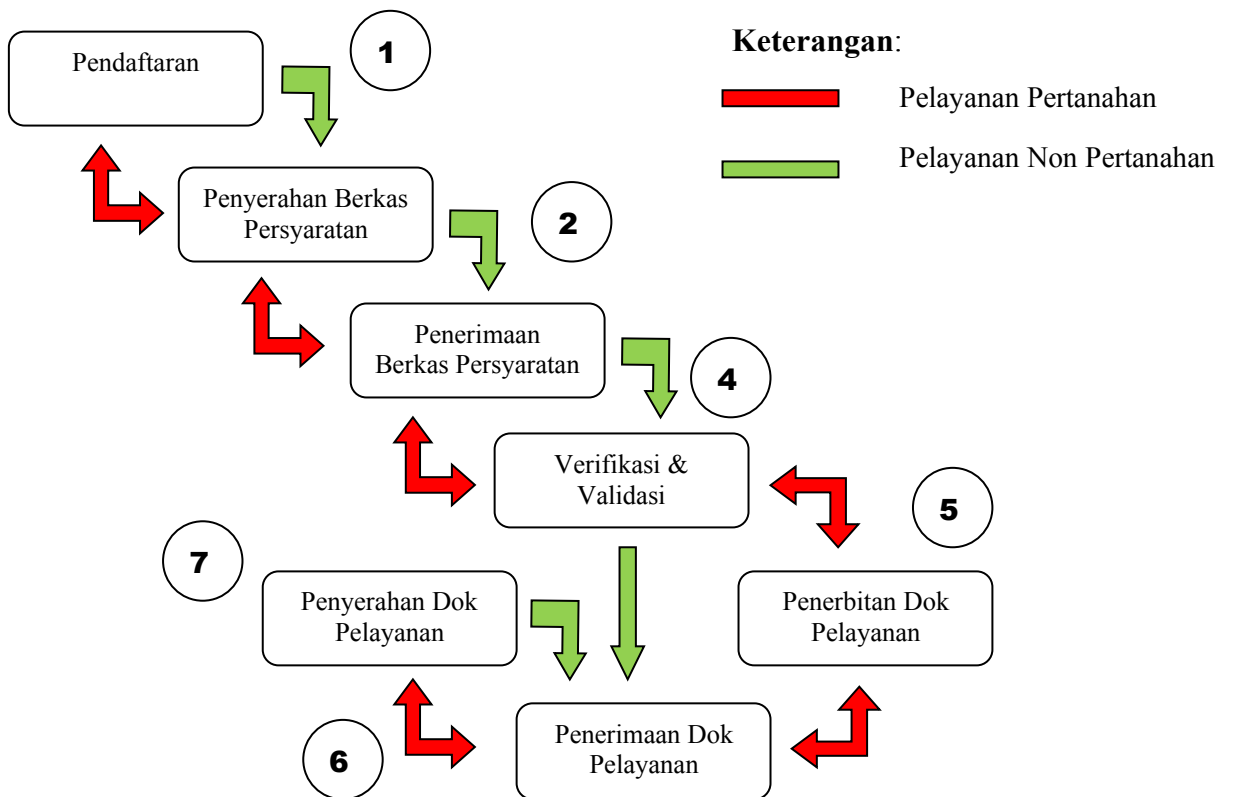 Pendaftaran
1
Keterangan:
Pelayanan Pertanahan
Pelayanan Non Pertanahan
Penyerahan Berkas
Persyaratan
2
Penerimaan
Berkas Persyaratan
4
Verifikasi &
Validasi
5
7
Penyerahan Dok
Pelayanan
Penerbitan Dok
Pelayanan
6
Penerimaan Dok
Pelayanan